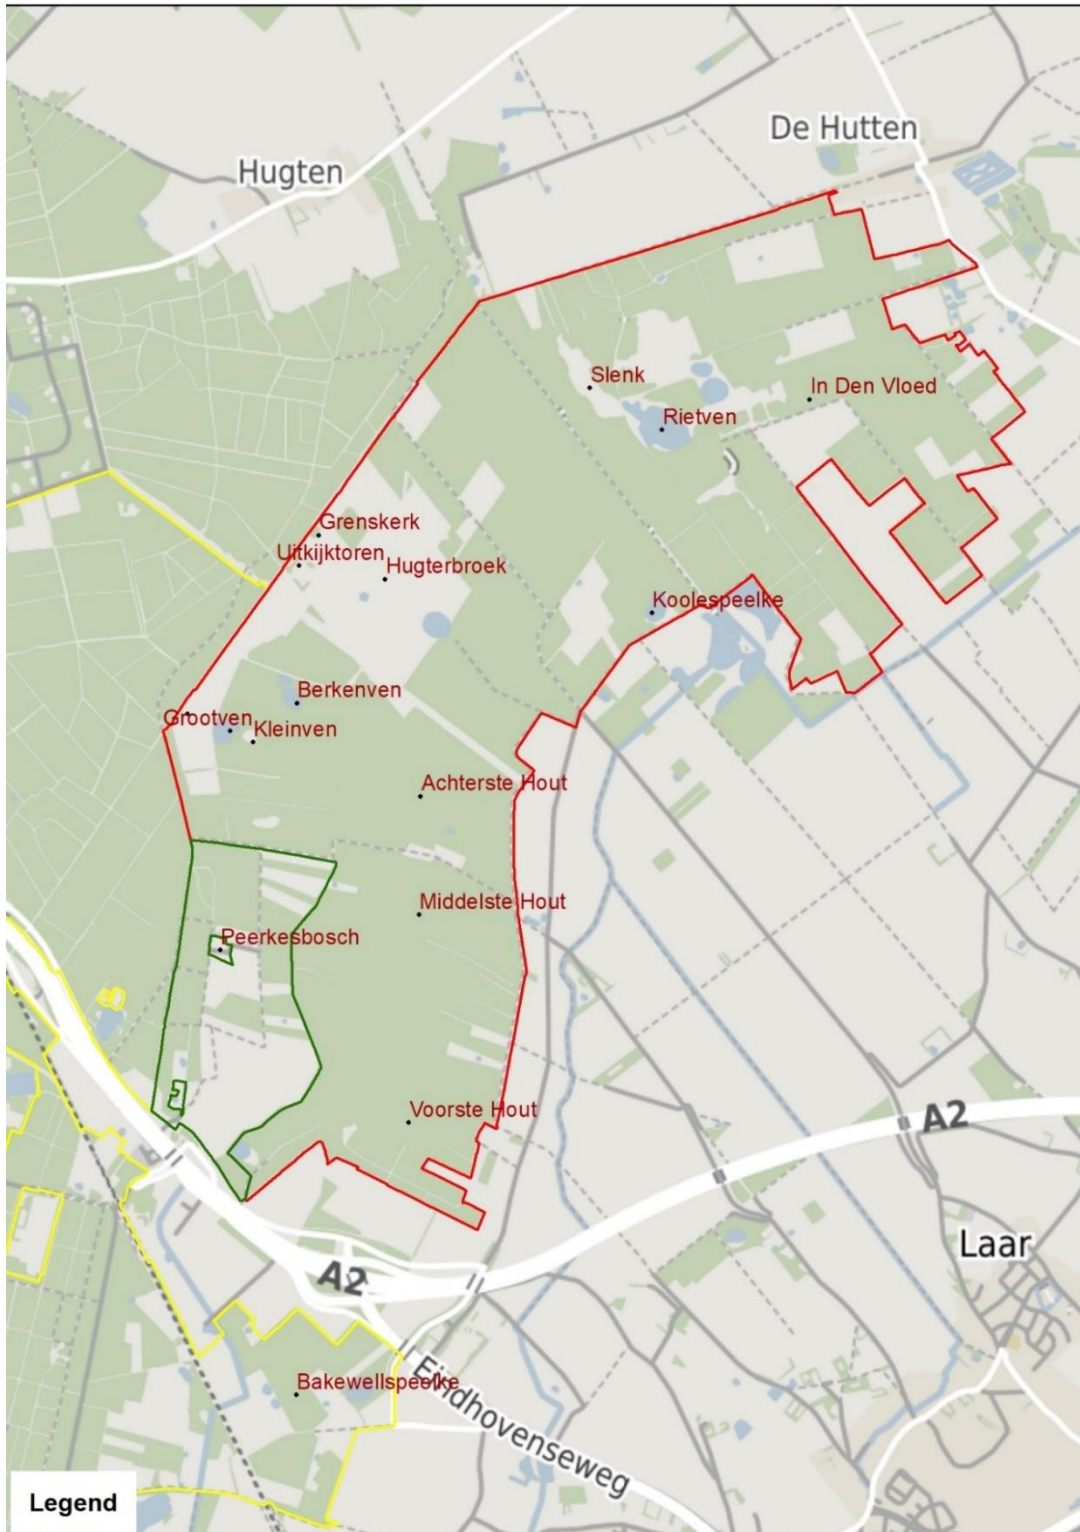 De Hutten
Hugten
Slenk
In Den Vloed
Rietven
Grenskerk
Uitkijktoren
Hugterbroek
Koolespeelke
Berkenven
Grootven
Kleinven
Achterste Hout
Middelste Hout
Peerkesbosch
Voorste Hout
A2
Laar
A2
Bakewellspeelke
Eindhovenseweg
Legend